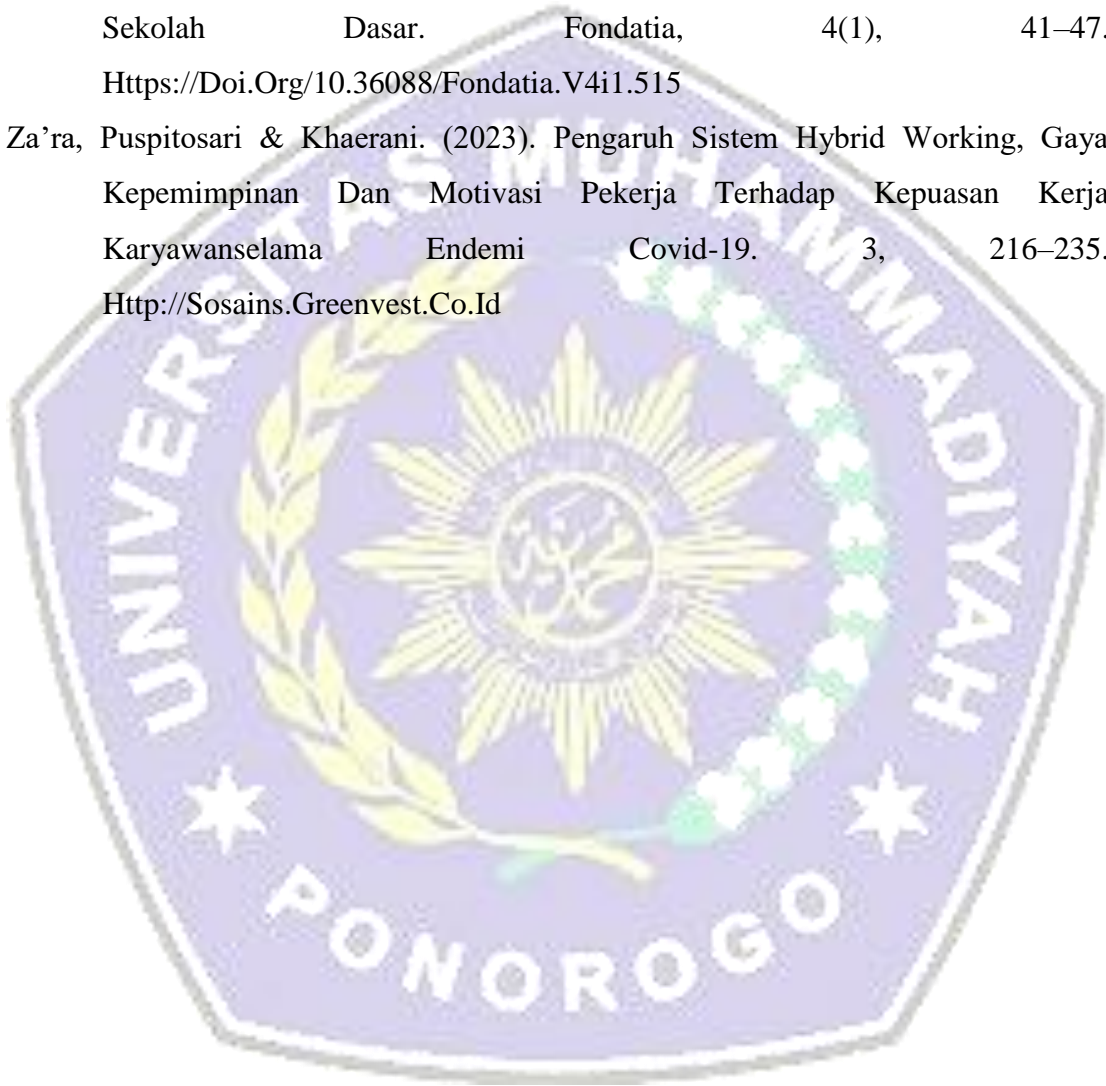 Sekolah Dasar. Fondatia, 4(1), 41–47.
Https://Doi.Org/10.36088/Fondatia.V4i1.515
Za’ra, Puspitosari & Khaerani. (2023). Pengaruh Sistem Hybrid Working, Gaya
Kepemimpinan Dan Motivasi Pekerja Terhadap Kepuasan Kerja
Karyawanselama Endemi Covid-19. 3, 216–235.
Http://Sosains.Greenvest.Co.Id
UNIVERSITAS MUHAMMADIYAH
PONOROGO